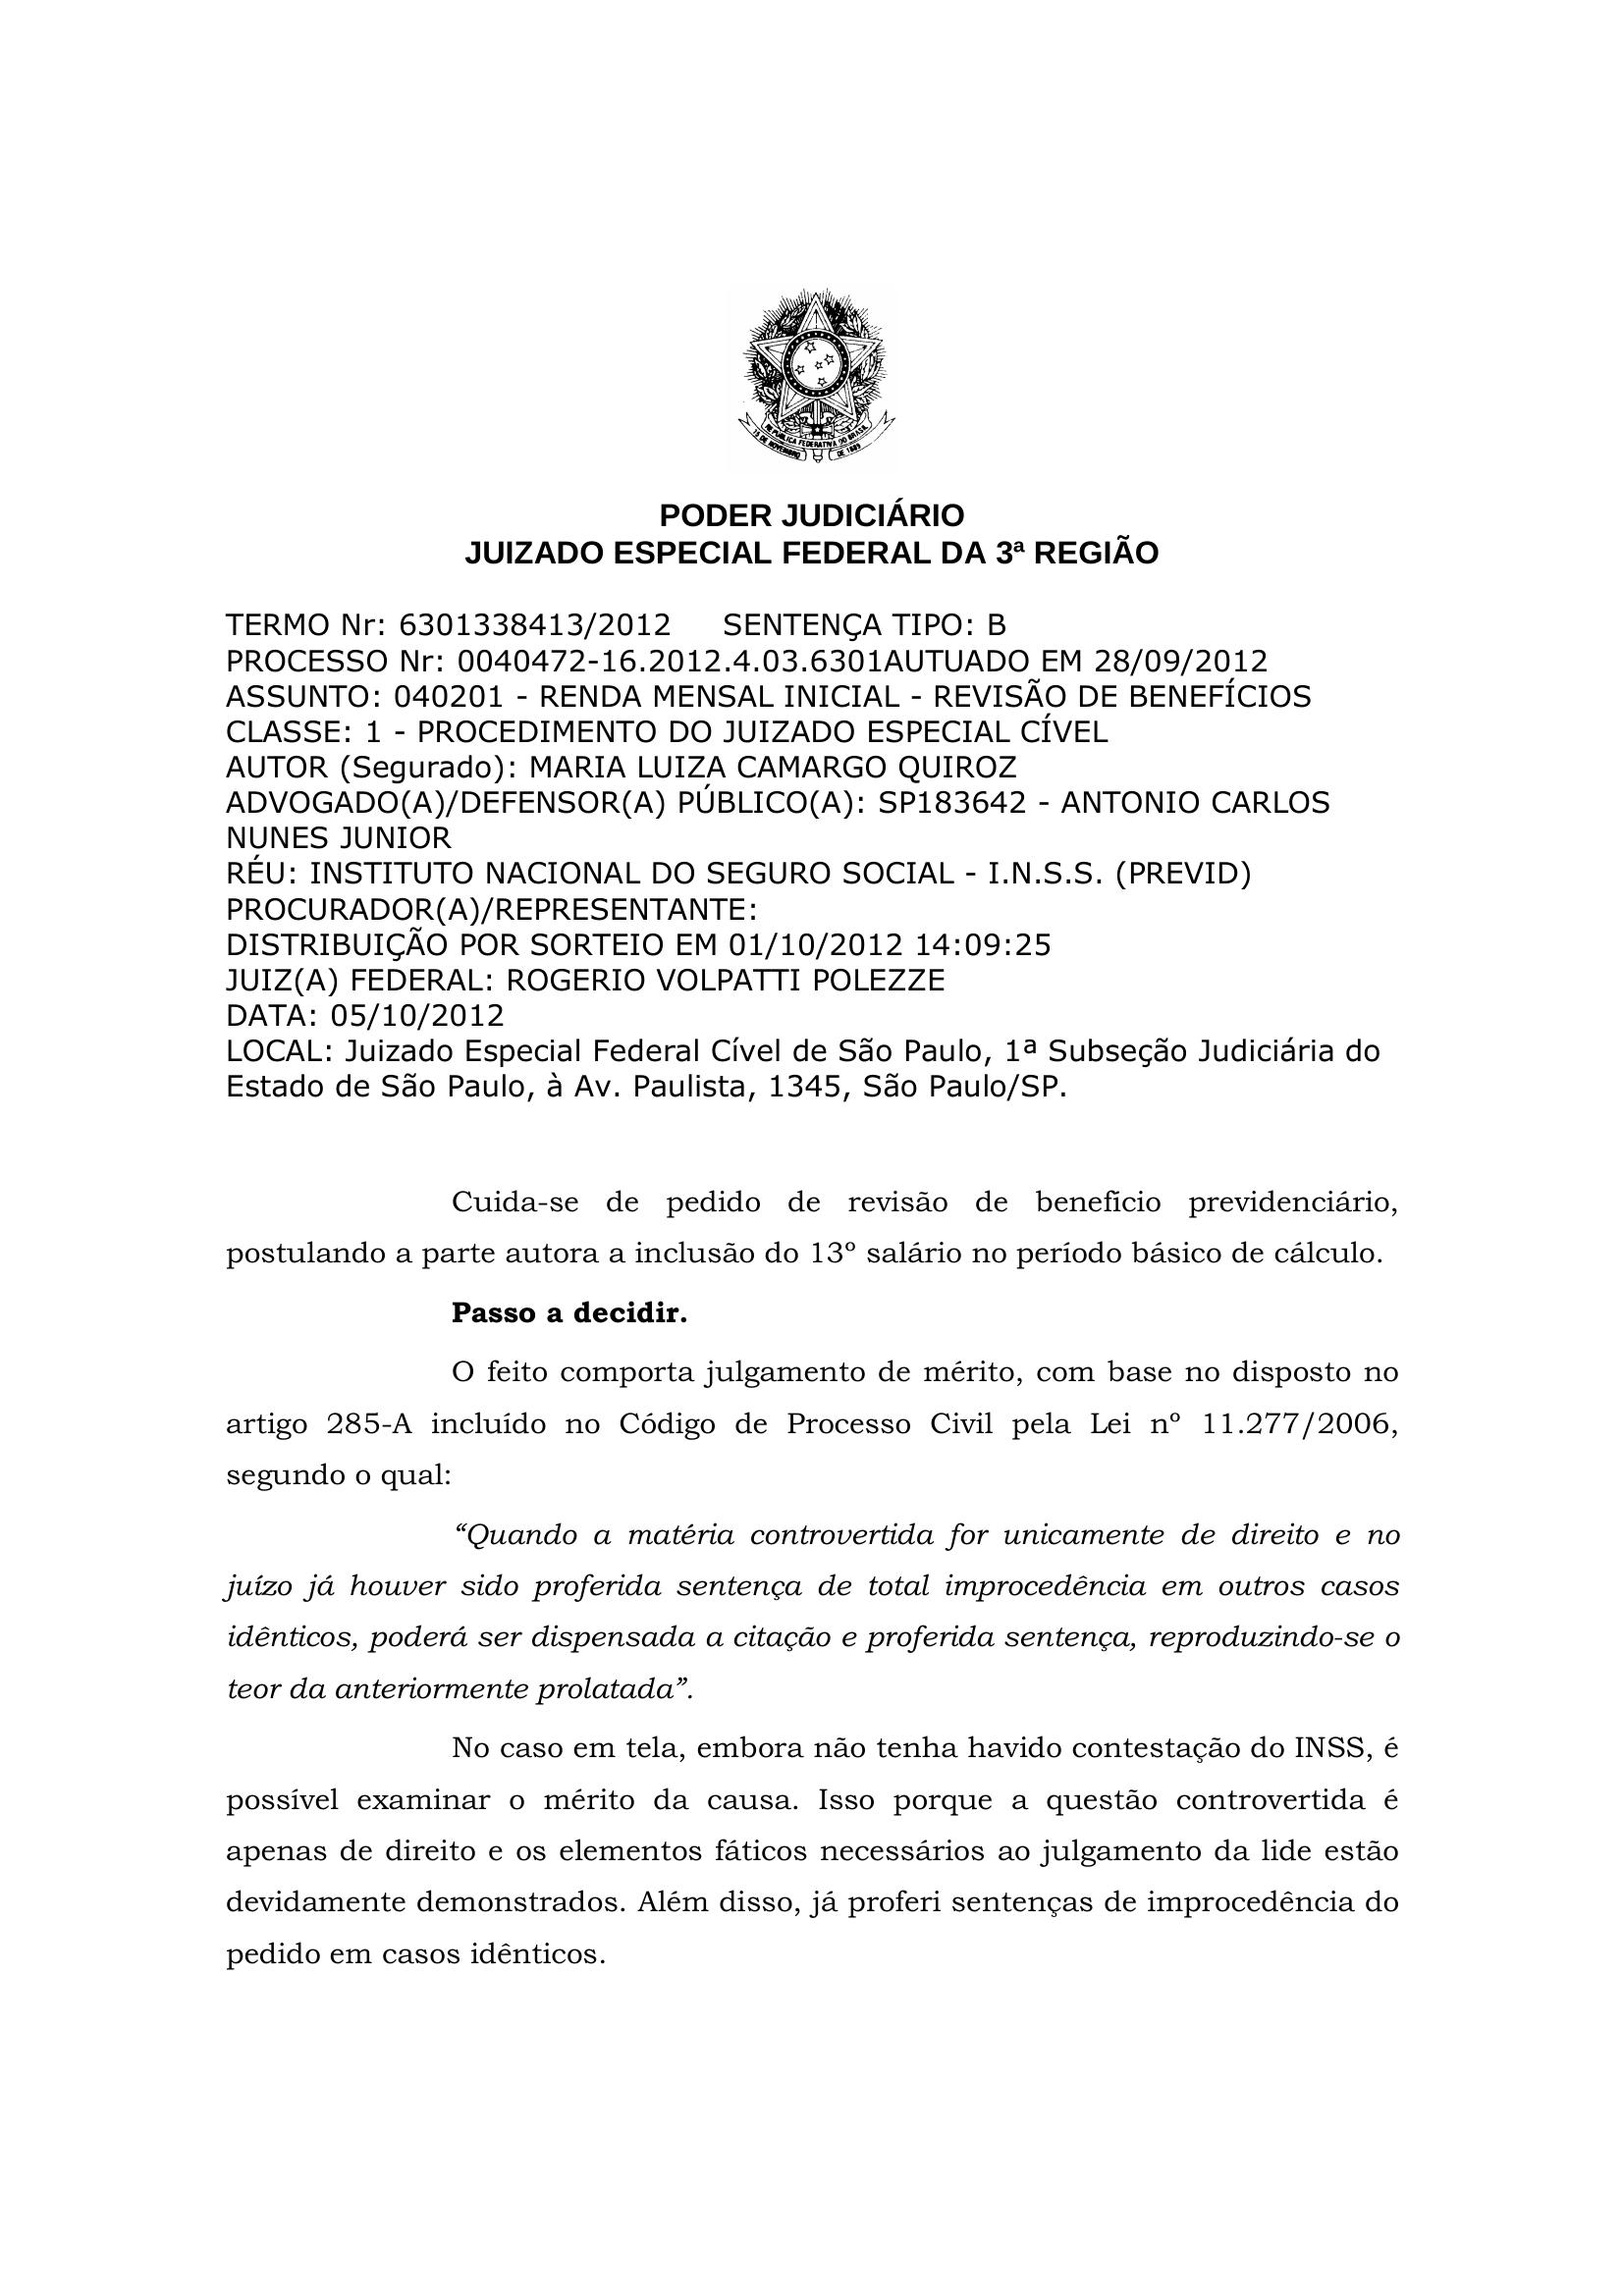 REPÚBLICA FEDERATIVA DO BRASIL
15 DE NOVEMBRO DE 1889
PODER JUDICIÁRIO
JUIZADO ESPECIAL FEDERAL DA 3ª REGIÃO
TERMO Nr: 6301338413/2012 SENTENÇA TIPO: B
PROCESSO Nr: 0040472-16.2012.4.03.6301AUTUADO EM 28/09/2012
ASSUNTO: 040201 - RENDA MENSAL INICIAL - REVISÃO DE BENEFÍCIOS
CLASSE: 1 - PROCEDIMENTO DO JUIZADO ESPECIAL CÍVEL
AUTOR (Segurado): MARIA LUIZA CAMARGO QUIROZ
ADVOGADO(A)/DEFENSOR(A) PÚBLICO(A): SP183642 - ANTONIO CARLOS
NUNES JUNIOR
RÉU: INSTITUTO NACIONAL DO SEGURO SOCIAL - I.N.S.S. (PREVID)
PROCURADOR(A)/REPRESENTANTE:
DISTRIBUIÇÃO POR SORTEIO EM 01/10/2012 14:09:25
JUIZ(A) FEDERAL: ROGERIO VOLPATTI POLEZZE
DATA: 05/10/2012
LOCAL: Juizado Especial Federal Cível de São Paulo, 1ª Subseção Judiciária do
Estado de São Paulo, à Av. Paulista, 1345, São Paulo/SP.
Cuida-se de pedido de revisão de benefício previdenciário,
postulando a parte autora a inclusão do 13º salário no período básico de cálculo.
Passo a decidir.
O feito comporta julgamento de mérito, com base no disposto no
artigo 285-A incluído no Código de Processo Civil pela Lei nº 11.277/2006,
segundo o qual:
“Quando a matéria controvertida for unicamente de direito e no
juízo já houver sido proferida sentença de total improcedência em outros casos
idênticos, poderá ser dispensada a citação e proferida sentença, reproduzindo-se o
teor da anteriormente prolatada”.
No caso em tela, embora não tenha havido contestação do INSS, é
possível examinar o mérito da causa. Isso porque a questão controvertida é
apenas de direito e os elementos fáticos necessários ao julgamento da lide estão
devidamente demonstrados. Além disso, já proferi sentenças de improcedência do
pedido em casos idênticos.